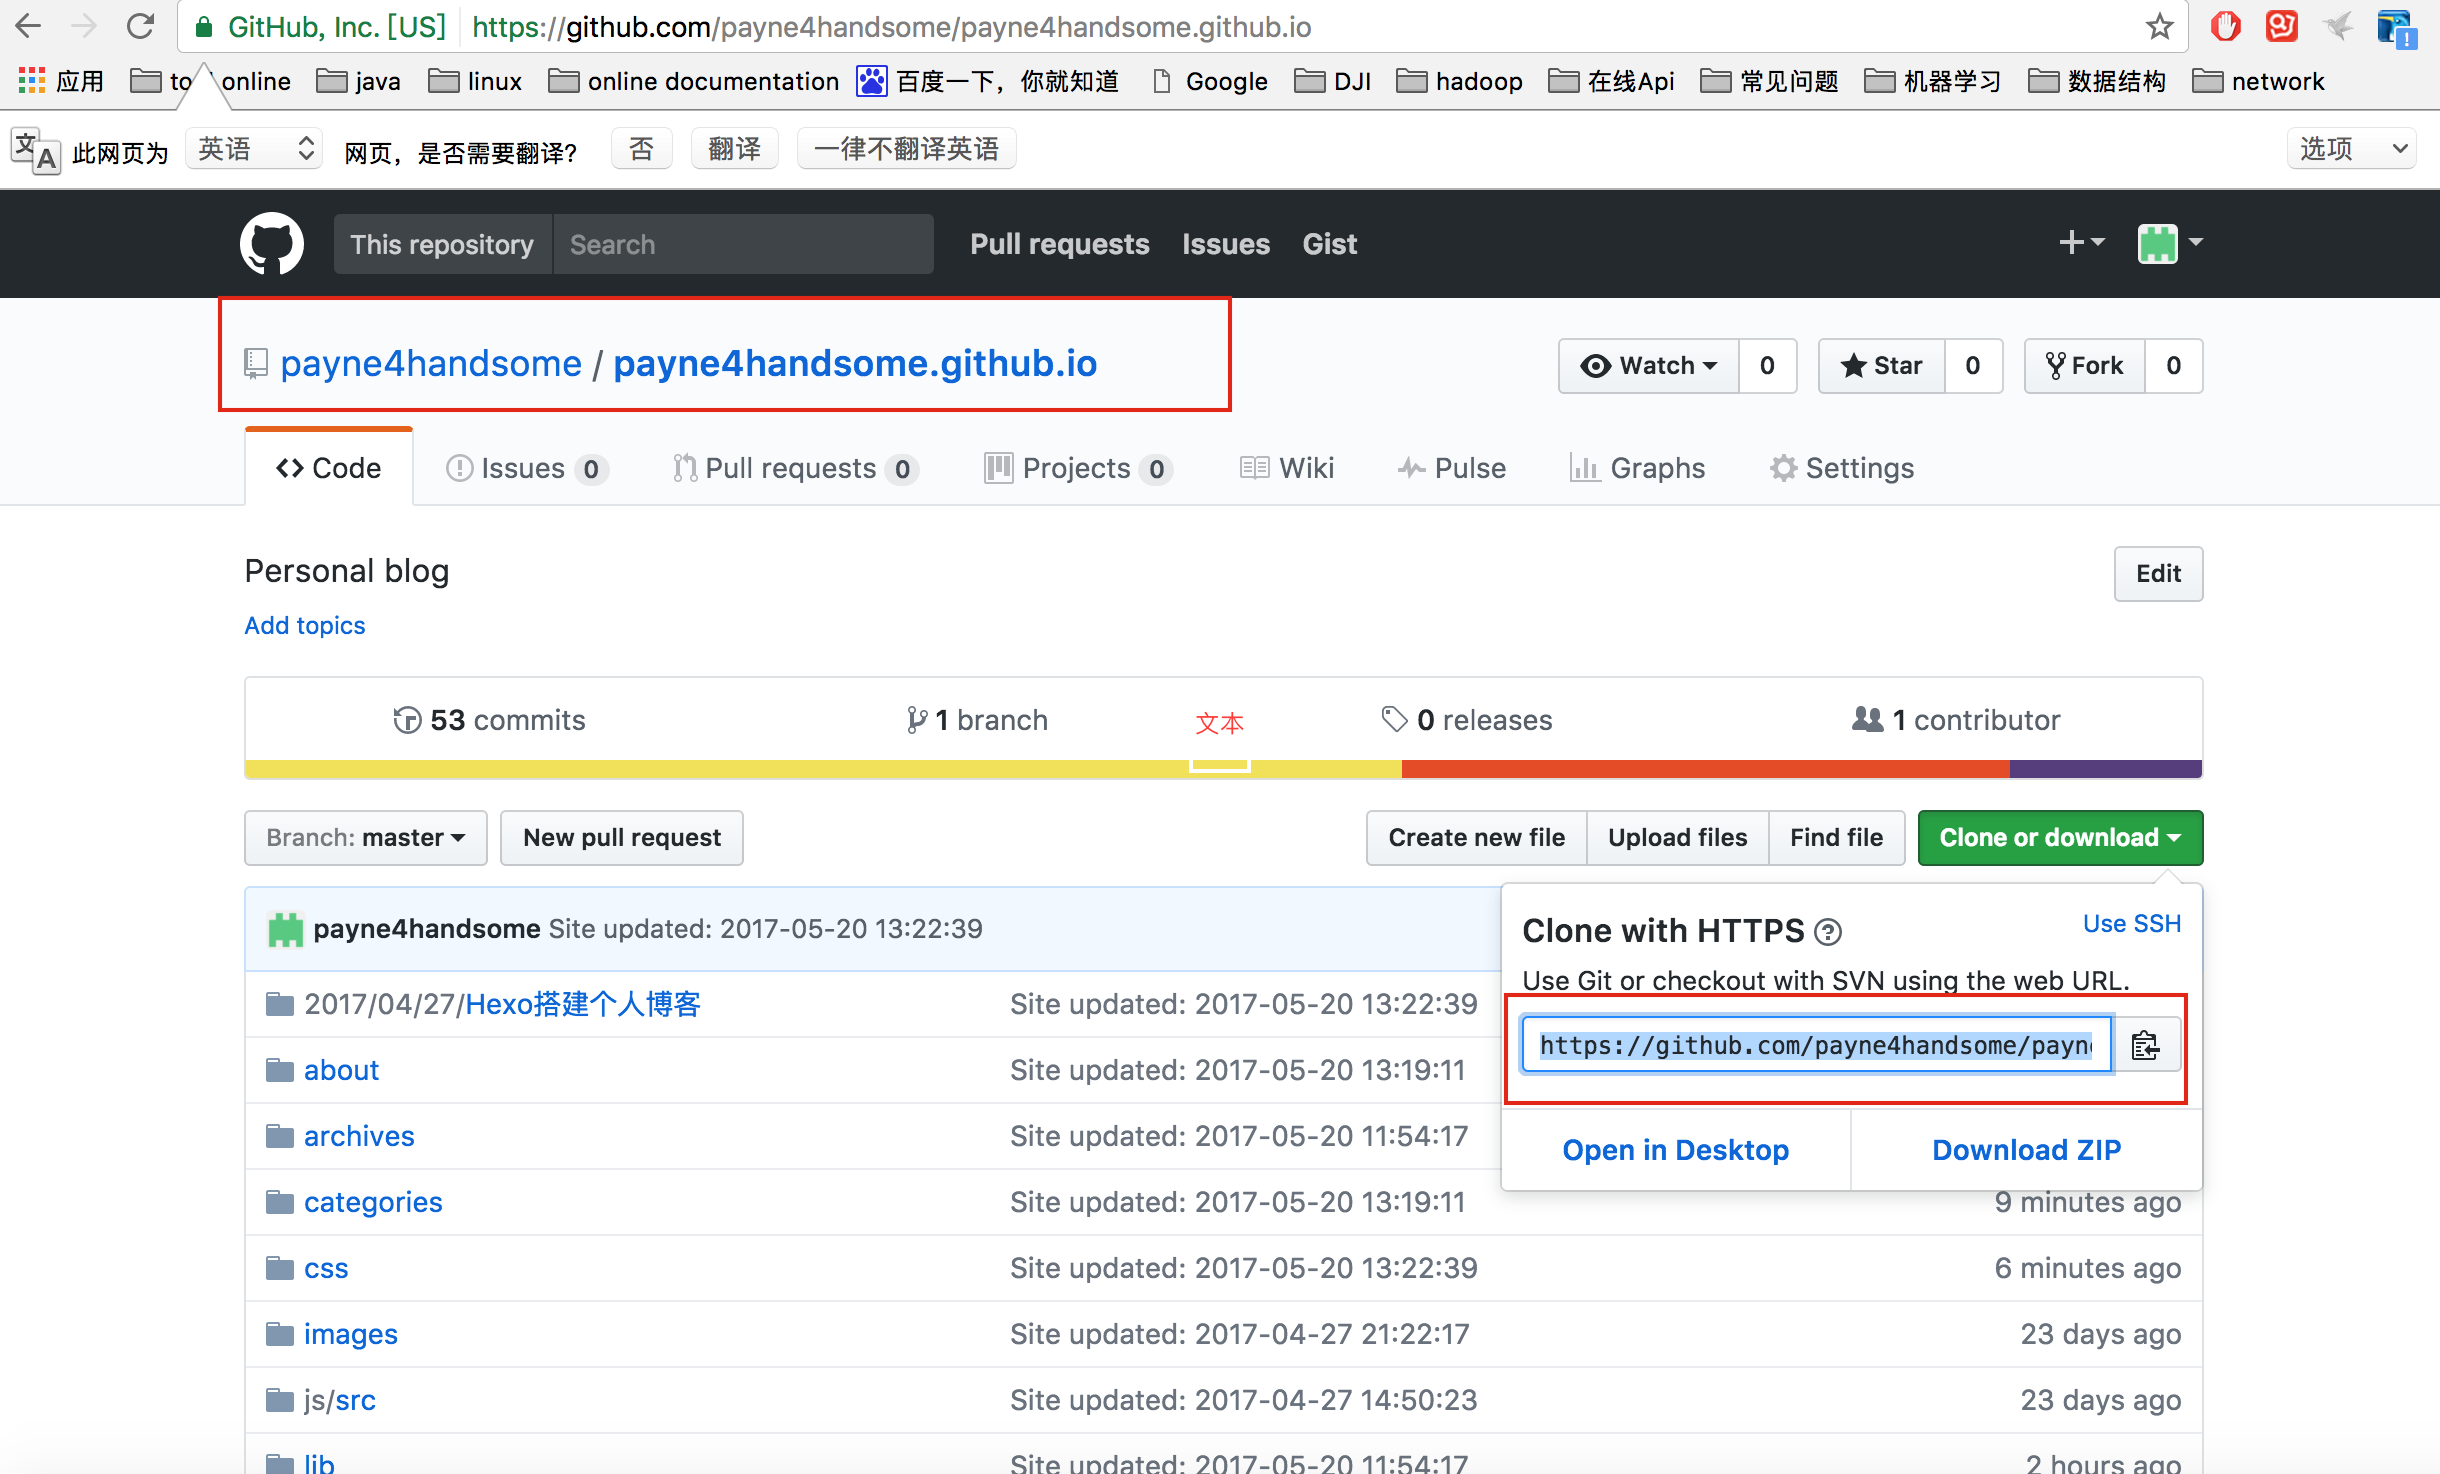 GitHub, Inc. [US] https://github.com/payne4handsome/payne4handsome.github.io
应用 online java linux online documentation 百度一下，你就知道 Google DJI hadoop 在线Api 常见问题 机器学习 数据结构 network
此网页为 英语 网页，是否需要翻译? 否 翻译 一律不翻译英语 选项
This repository Search Pull requests Issues Gist
payne4handsome / payne4handsome.github.io Watch 0 Star 0 Fork 0
Code Issues 0 Pull requests 0 Projects 0 Wiki Pulse Graphs Settings
Personal blog Edit
Add topics
53 commits 1 branch 文本 0 releases 1 contributor
Branch: master New pull request Create new file Upload files Find file Clone or download
payne4handsome Site updated: 2017-05-20 13:22:39
Clone with HTTPS Use SSH
Use Git or checkout with SVN using the web URL.
https://github.com/payne4handsome/payn
Open in Desktop Download ZIP
2017/04/27/Hexo搭建个人博客 Site updated: 2017-05-20 13:22:39
about Site updated: 2017-05-20 13:19:11
archives Site updated: 2017-05-20 11:54:17
categories Site updated: 2017-05-20 13:19:11 9 minutes ago
css Site updated: 2017-05-20 13:22:39 6 minutes ago
images Site updated: 2017-04-27 21:22:17 23 days ago
js/src Site updated: 2017-04-27 14:50:23 23 days ago
lib Site updated: 2017-05-20 11:54:17 2 hours ago